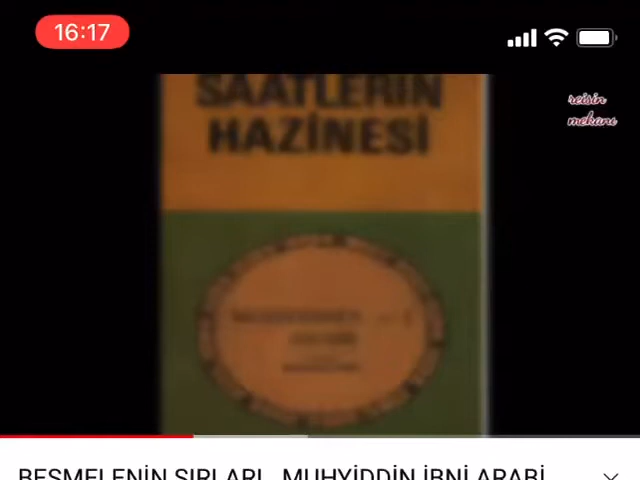 16:17
SAATLERİN
HAZİNESİ
reisin
mekanı
BESMELENİN SIRLARI MUHYİDDİN İBNİ ARABİ